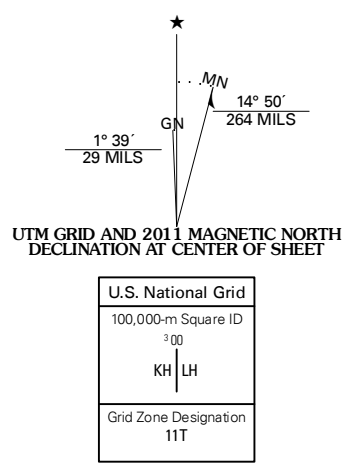 ★
MN
GN
14° 50´
264 MILS
1° 39´
29 MILS
UTM GRID AND 2011 MAGNETIC NORTH
DECLINATION AT CENTER OF SHEET
U.S. National Grid
100,000-m Square ID
³00
KH LH
Grid Zone Designation
11T